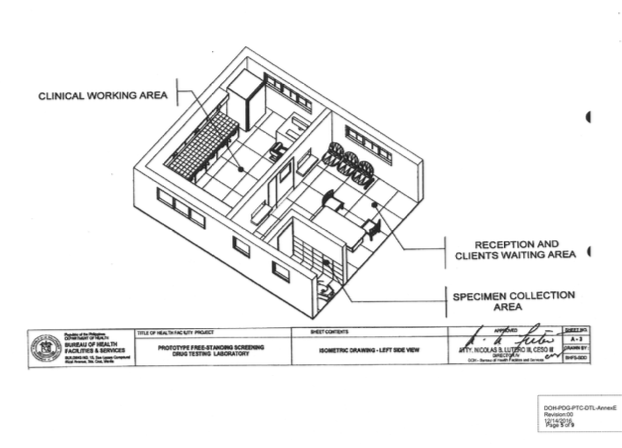 CLINICAL WORKING AREA
RECEPTION AND
CLIENTS WAITING AREA
SPECIMEN COLLECTION
AREA
Republic of the Philippines
DEPARTMENT OF HEALTH
BUREAU OF HEALTH
FACILITIES & SERVICES
TITLE OF HEALTH FACILITY PROJECT
PROTOTYPE FREE-STANDING SCREENING
DRUG TESTING LABORATORY
SHEET CONTENTS
ISOMETRIC DRAWING - LEFT SIDE VIEW
APPROVED
ATTY. NICOLAS B. LUTERO III, CESO III
DIRECTOR IV
DOH - Bureau of Health Facilities and Services
SHEET NO.
A - 3
DRAWN BY
BHFS-DOD
DOH-PDG-PTC-DTL-AnnexE
Revision:00
12/14/2016
Page 5 of 9